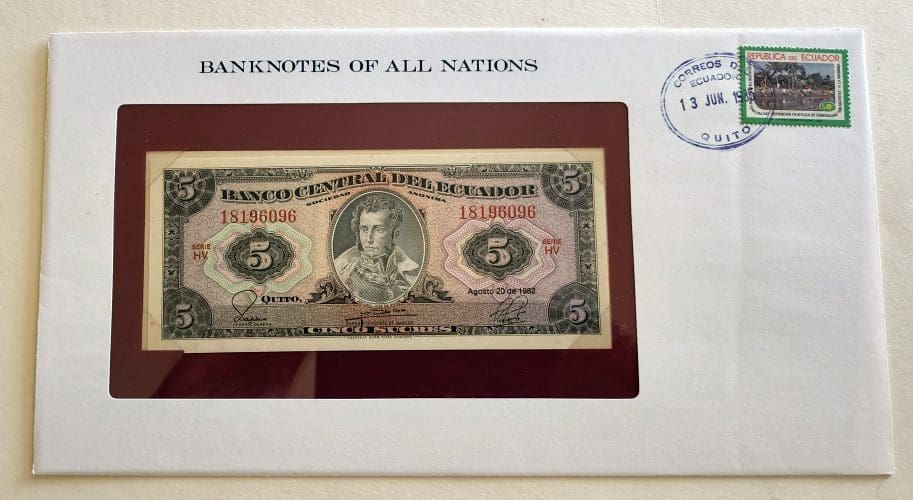 BANKNOTES OF ALL NATIONS
CORREOS D
ECUADOR
13 JUN.
QUITO
REPUBLICA DEL ECUADOR
5 5
BANCO CENTRAL DEL ECUADOR
SOCIEDAD ANONIMA
18196096 18196096
SERIE HV 5 5 SERIE HV
QUITO, Agosto 20 de 1982
5 5
CINCO SUCRES